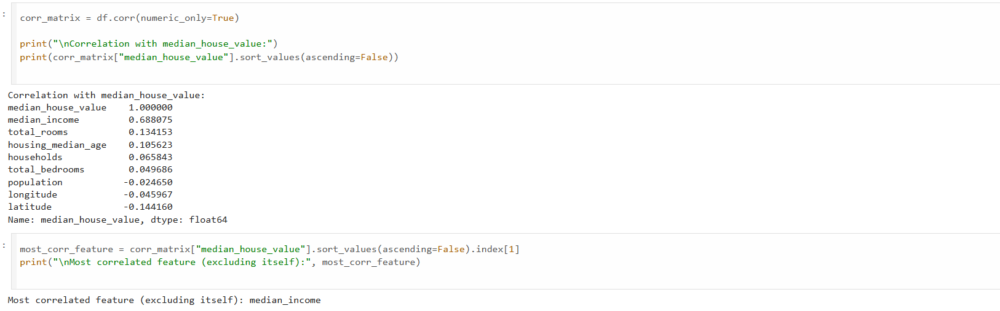 :
corr_matrix = df.corr(numeric_only=True)
print("\nCorrelation with median_house_value:")
print(corr_matrix["median_house_value"].sort_values(ascending=False))
Correlation with median_house_value:
median_house_value    1.000000
median_income         0.688075
total_rooms           0.134153
housing_median_age    0.105623
households            0.065843
total_bedrooms        0.049686
population           -0.024650
longitude            -0.045967
latitude             -0.144160
Name: median_house_value, dtype: float64
:
most_corr_feature = corr_matrix["median_house_value"].sort_values(ascending=False).index[1]
print("\nMost correlated feature (excluding itself):", most_corr_feature)
Most correlated feature (excluding itself): median_income